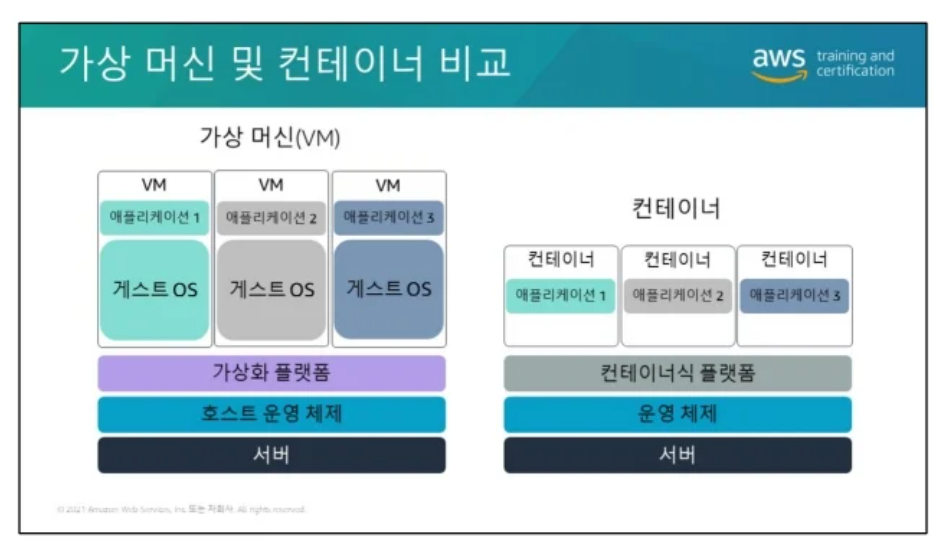 가상 머신 및 컨테이너 비교
aws training and certification
가상 머신(VM)
VM VM VM
애플리케이션 1 애플리케이션 2 애플리케이션 3
게스트 OS 게스트 OS 게스트 OS
가상화 플랫폼
호스트 운영 체제
서버
컨테이너
컨테이너 컨테이너 컨테이너
애플리케이션 1 애플리케이션 2 애플리케이션 3
컨테이너식 플랫폼
운영 체제
서버
© 2021 Amazon Web Services, Inc. 또는 자회사. All rights reserved.